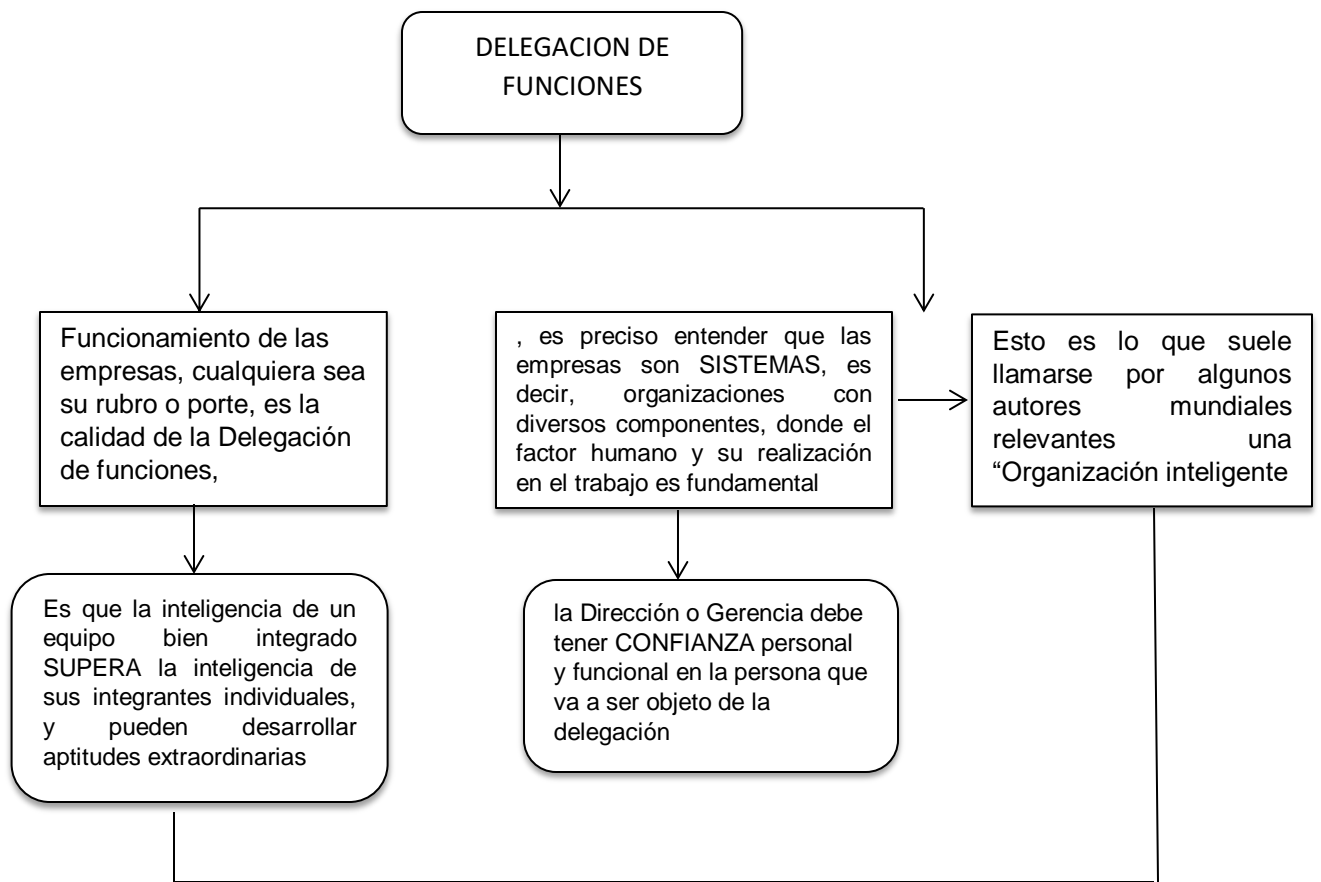 DELEGACION DE
FUNCIONES
Funcionamiento de las
empresas, cualquiera sea
su rubro o porte, es la
calidad de la Delegación
de funciones,
, es preciso entender que las
empresas son SISTEMAS, es
decir, organizaciones con
diversos componentes, donde el
factor humano y su realización
en el trabajo es fundamental
Esto es lo que suele
llamarse por algunos
autores mundiales
relevantes una
“Organización inteligente
Es que la inteligencia de un
equipo bien integrado
SUPERA la inteligencia de
sus integrantes individuales,
y pueden desarrollar
aptitudes extraordinarias
la Dirección o Gerencia debe
tener CONFIANZA personal
y funcional en la persona que
va a ser objeto de la
delegación